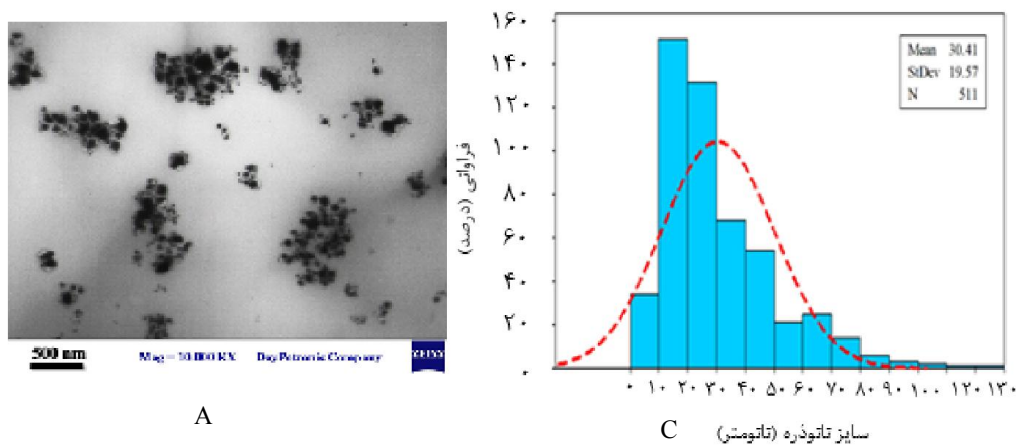 500 nm
Mag = 10.000 KX
Day Petronic Company
ZEISS
A
۱۶۰
۱۴۰
۱۲۰
۱۰۰
۸۰
۶۰
۴۰
۲۰
۰
فراوانی (درصد)
Mean 30.41
StDev 19.57
N 511
۰ ۱۰ ۲۰ ۳۰ ۴۰ ۵۰ ۶۰ ۷۰ ۸۰ ۹۰ ۱۰۰ ۱۲۰ ۱۳۰
سایز نانوذره (نانومتر)
C